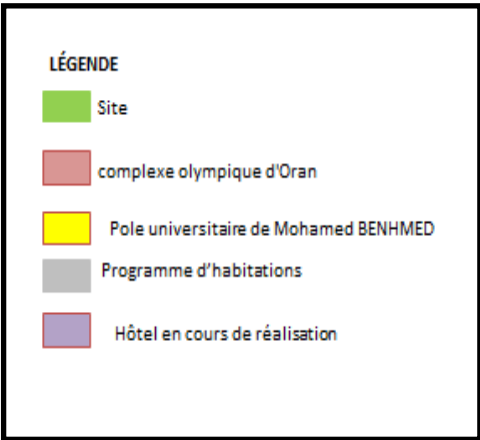 LÉGENDE
Site
complexe olympique d'Oran
Pole universitaire de Mohamed BENHMED
Programme d’habitations
Hôtel en cours de réalisation